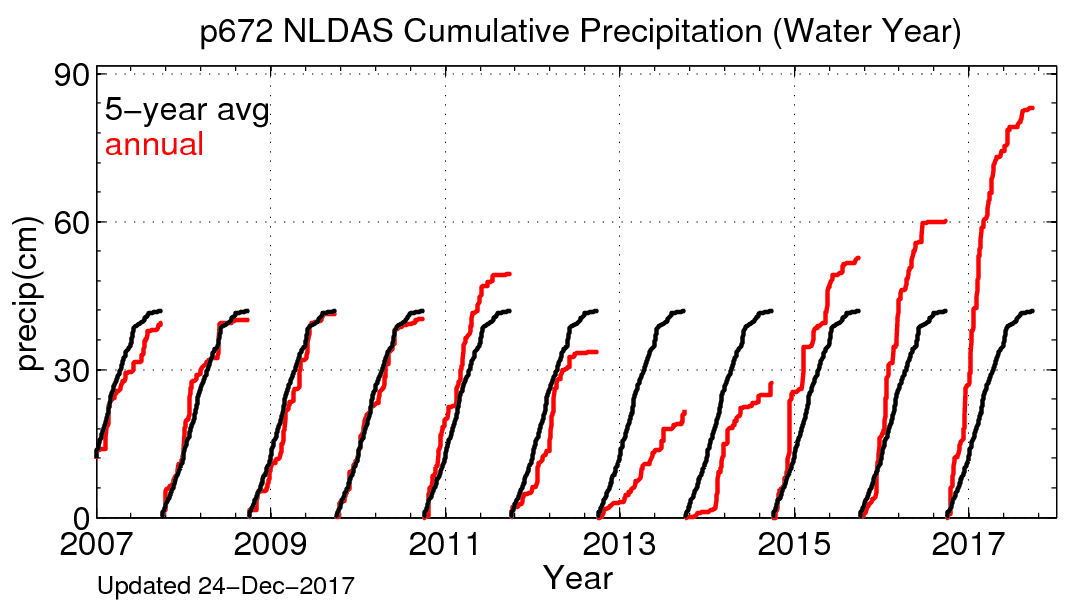 p672 NLDAS Cumulative Precipitation (Water Year)
90
5−year avg
annual
60
precip(cm)
30
0
2007 2009 2011 2013 2015 2017
Year
Updated 24−Dec−2017